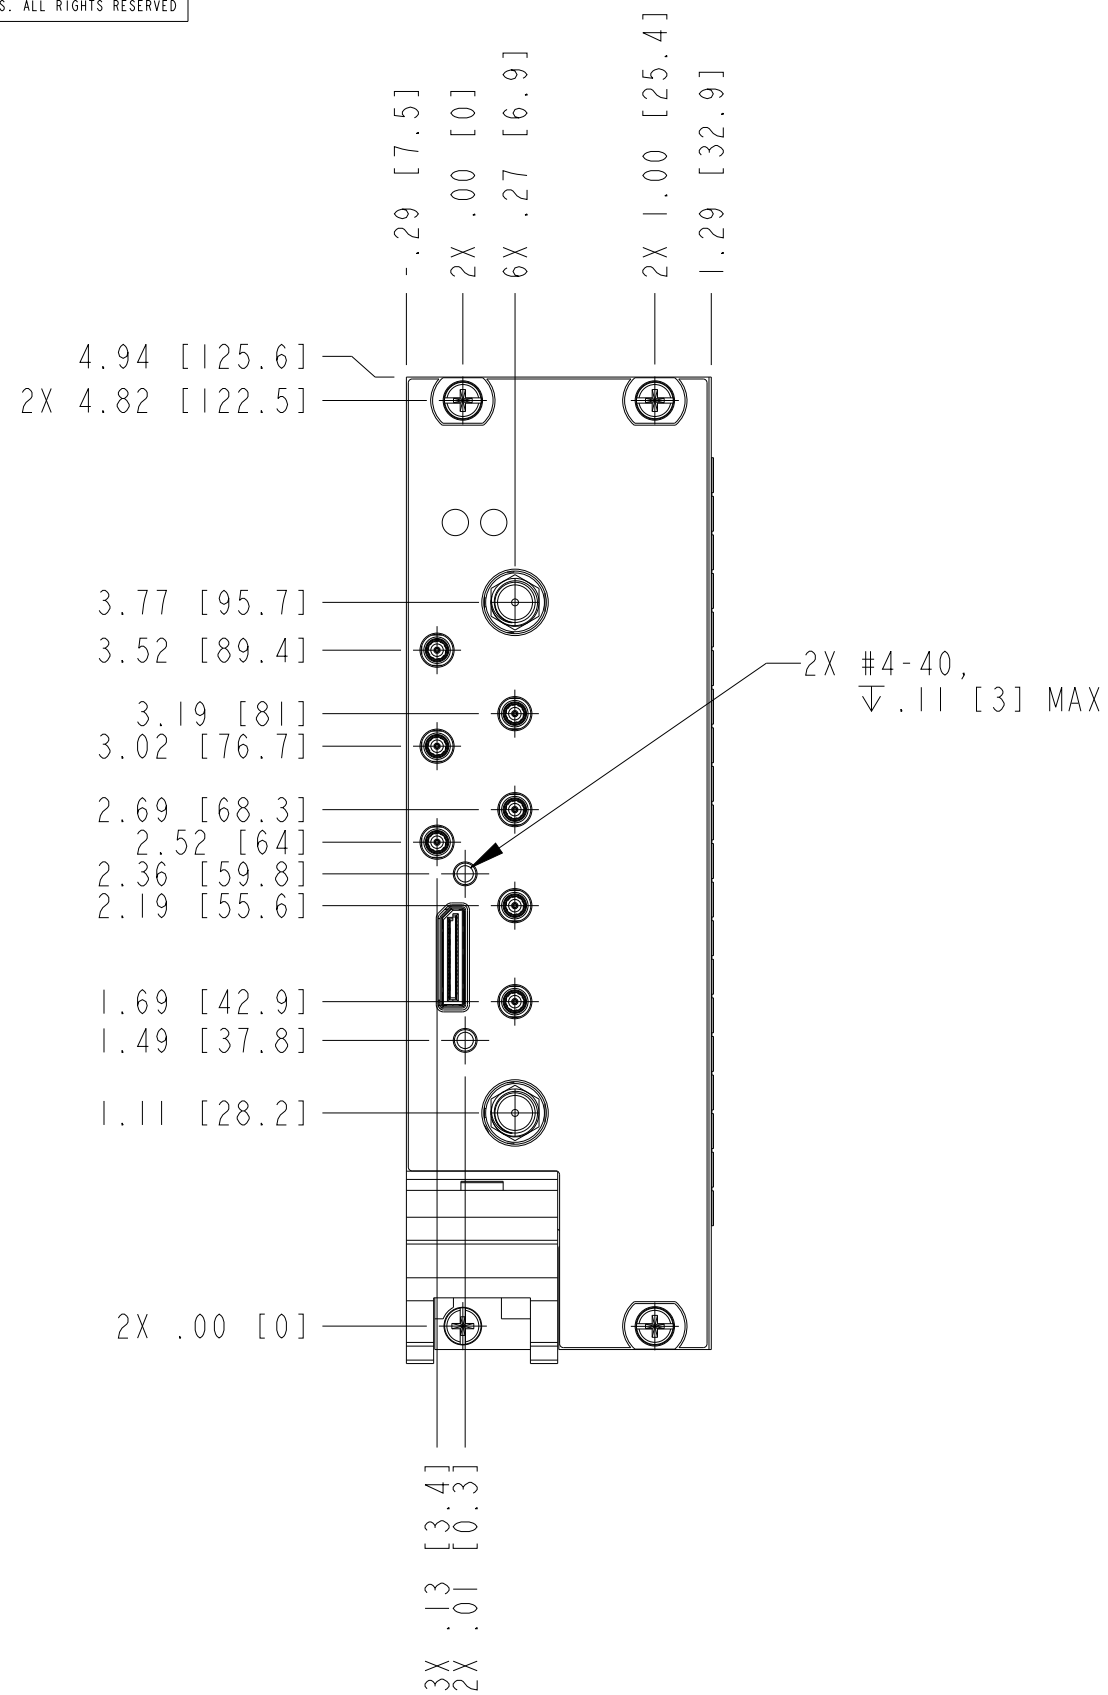 S. ALL RIGHTS RESERVED
-.29 [7.5]
2X .00 [0]
6X .27 [6.9]
2X 1.00 [25.4]
1.29 [32.9]
4.94 [125.6]
2X 4.82 [122.5]
3.77 [95.7]
3.52 [89.4]
3.19 [81]
3.02 [76.7]
2.69 [68.3]
2.52 [64]
2.36 [59.8]
2.19 [55.6]
1.69 [42.9]
1.49 [37.8]
1.11 [28.2]
2X .00 [0]
2X #4-40,
↧ .11 [3] MAX
3X .13 [3.4]
2X .01 [0.3]